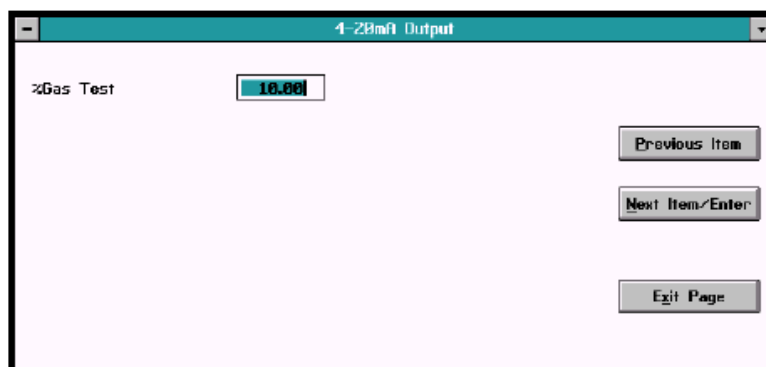 4-20mA Output
%Gas Test 10.00
Previous Item
Next Item/Enter
Exit Page